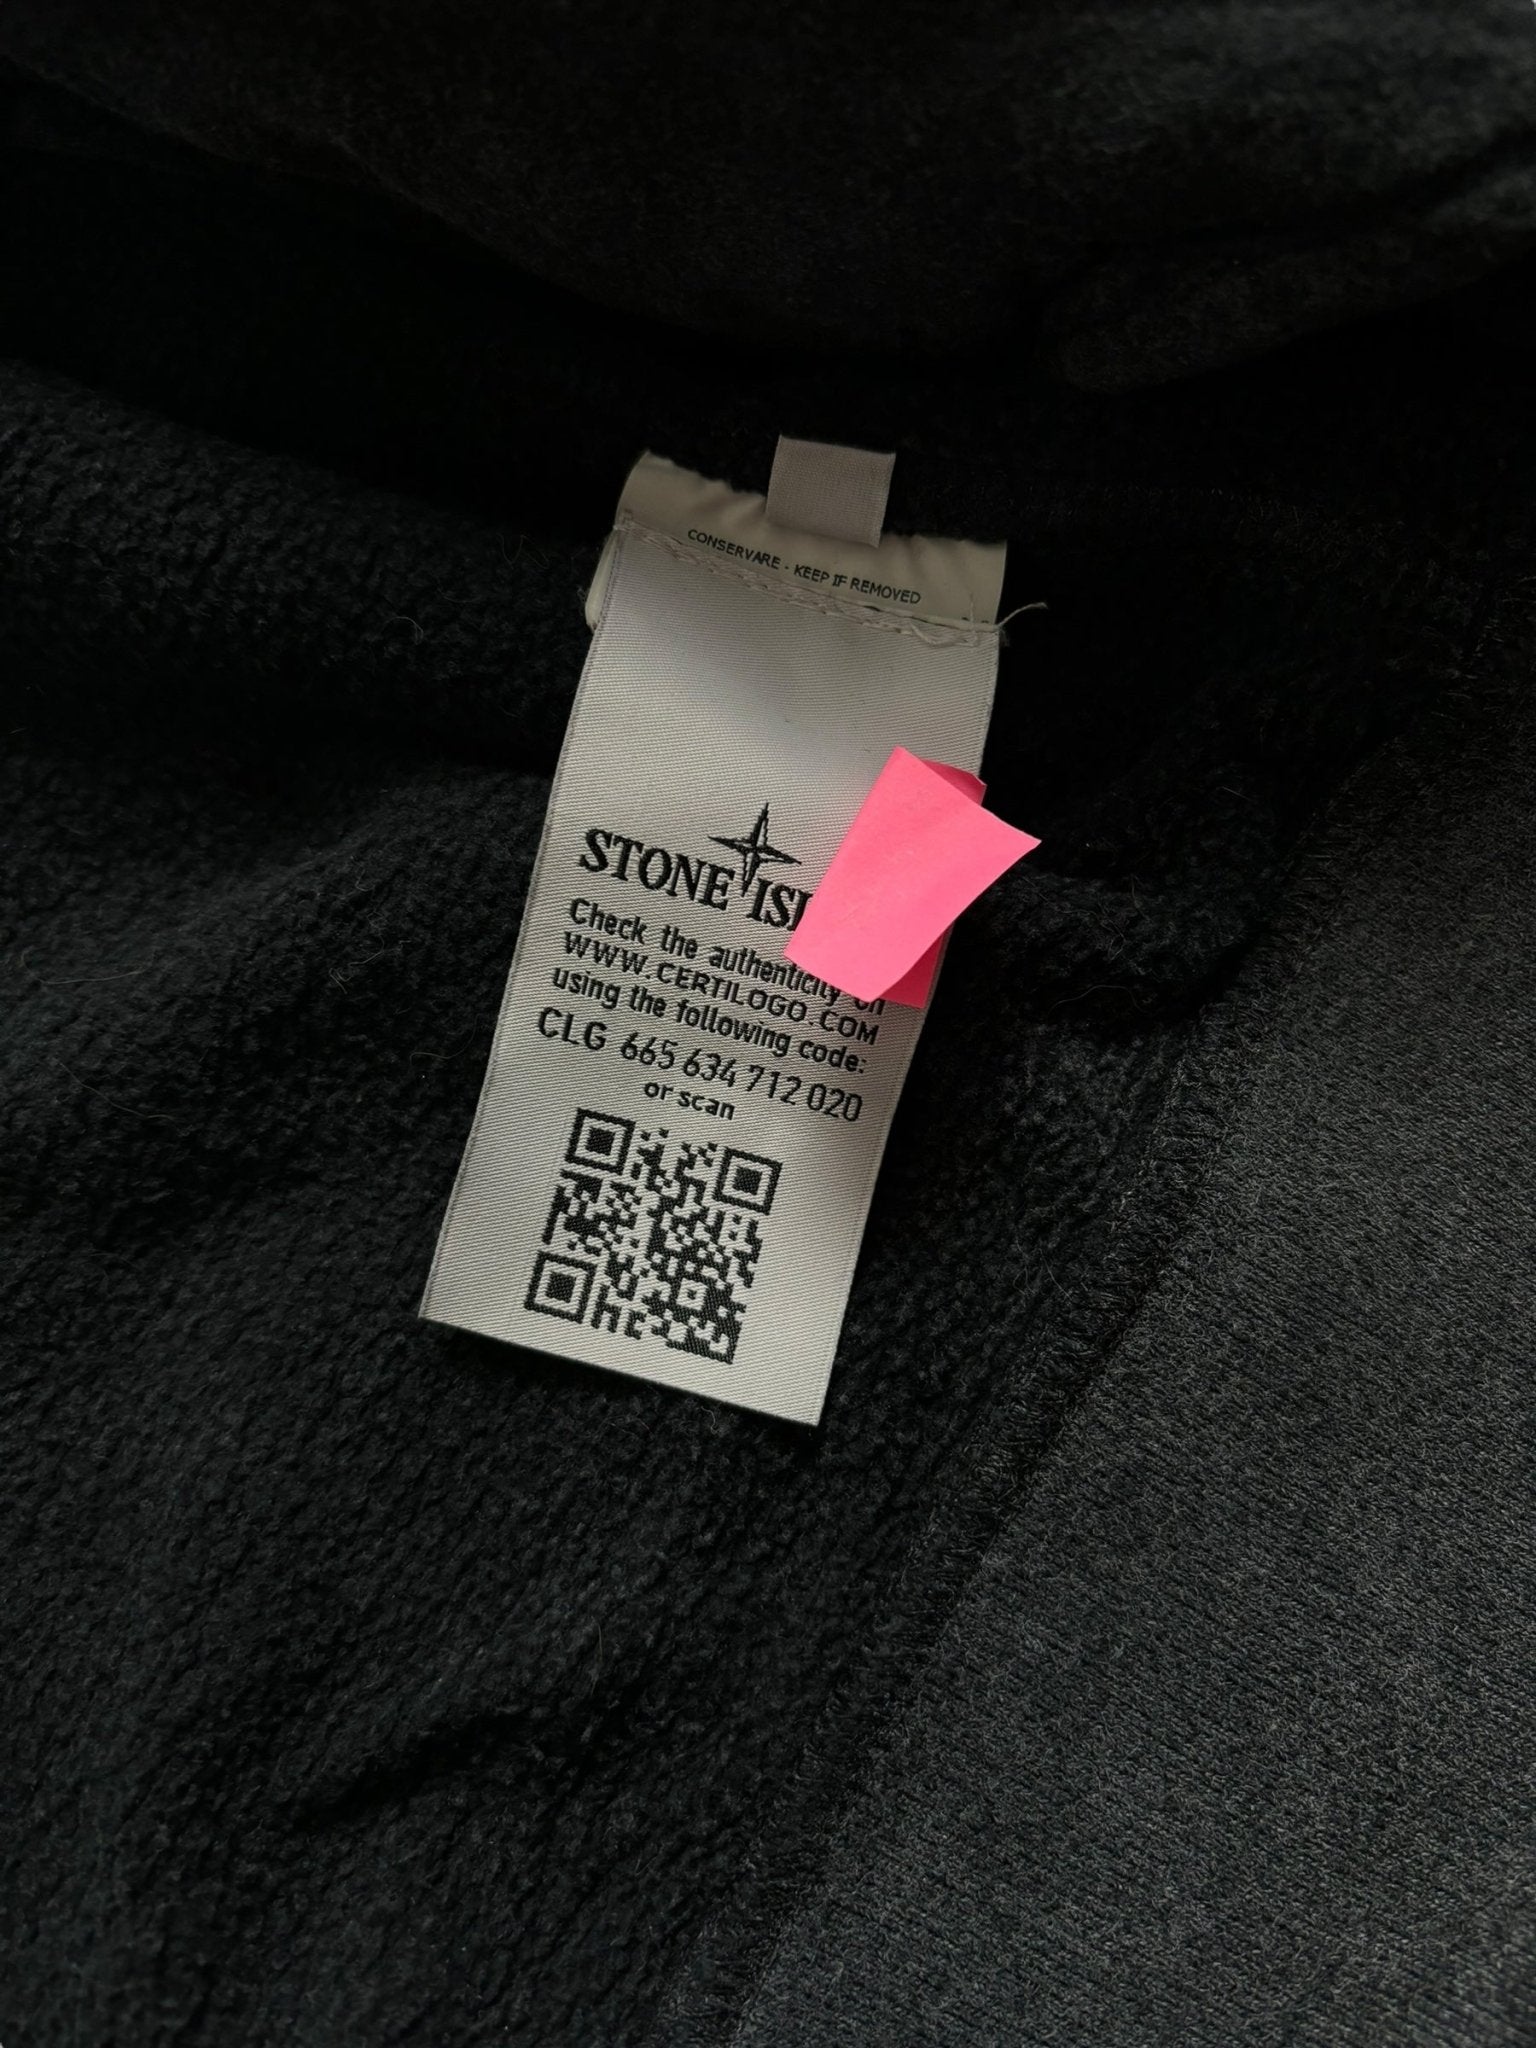 CONSERVARE - KEEP IF REMOVED
STONE
Check the authenticity on
WWW.CERTILOGO.COM
using the following code:
CLG 665 634 712 020
or scan